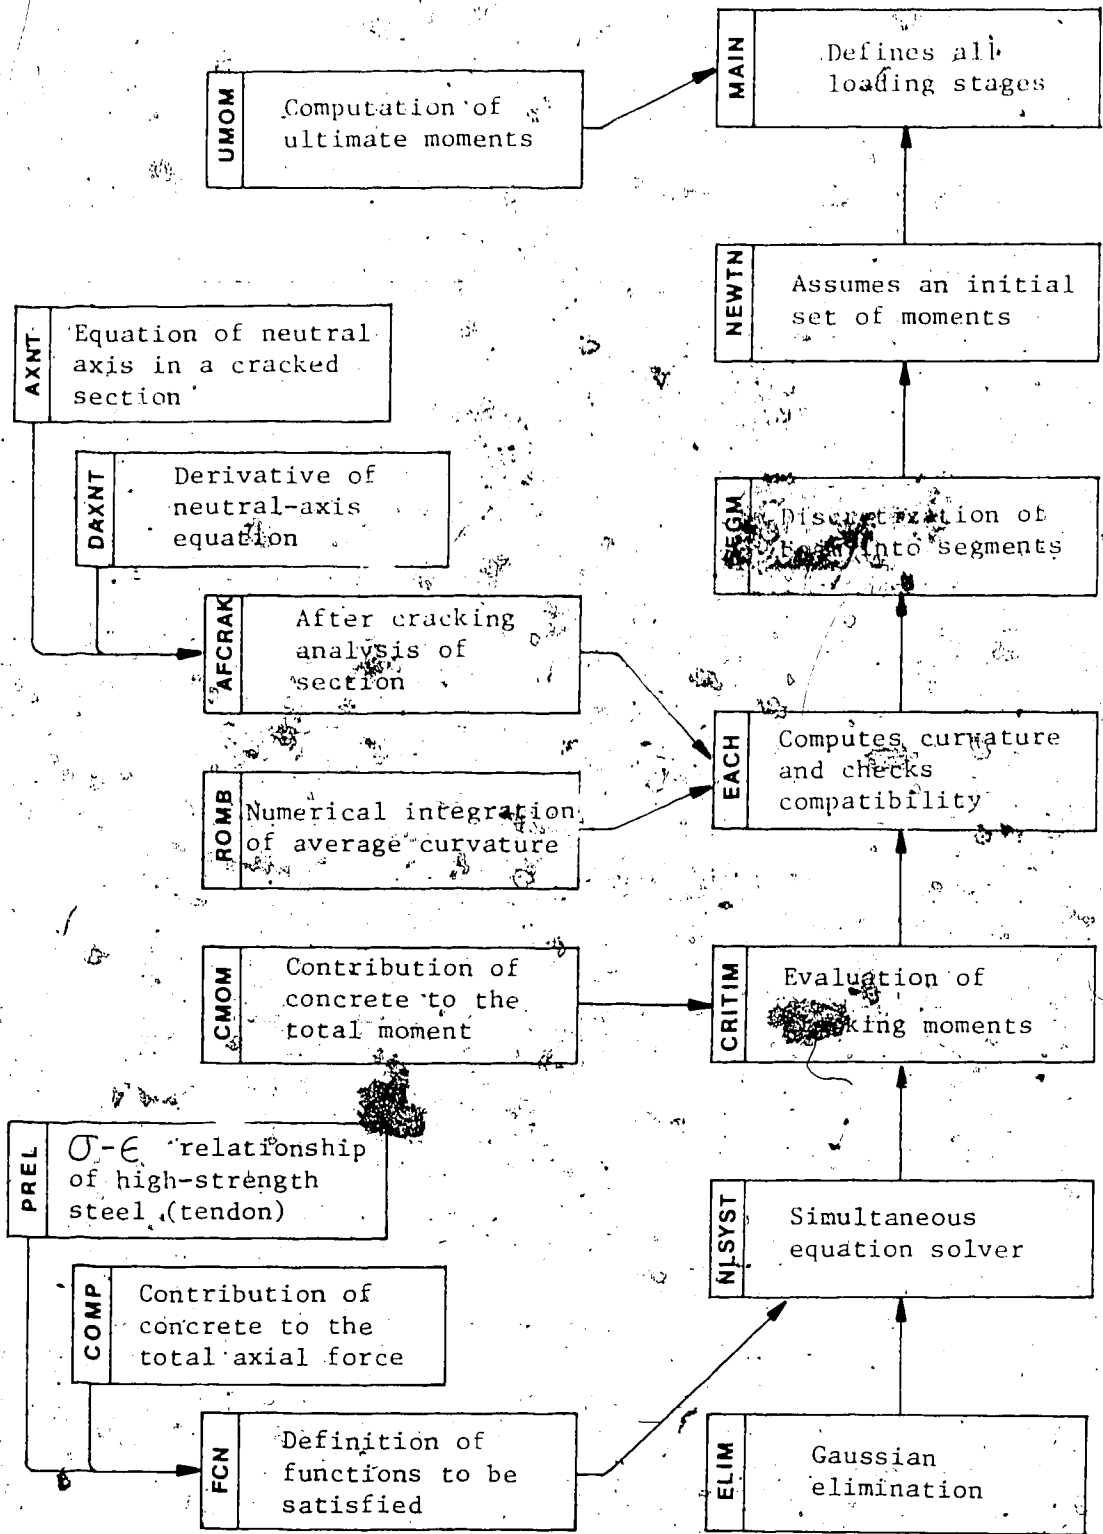 MAIN
Defines all
loading stages
UMOM
Computation of
ultimate moments
NEWTN
Assumes an initial
set of moments
AXNT
Equation of neutral
axis in a cracked
section
DAXNT
Derivative of
neutral-axis
equation
Discretization of
into segments
AFCRAK
After cracking
analysis of
section
EACH
Computes curvature
and checks
compatibility
ROMB
Numerical integration
of average curvature
CMOM
Contribution of
concrete to the
total moment
CRITIM
Evaluation of
moments
PREL
σ-ϵ relationship
of high-strength
steel (tendon)
NLSYST
Simultaneous
equation solver
COMP
Contribution of
concrete to the
total axial force
FCN
Definition of
functions to be
satisfied
ELIM
Gaussian
elimination